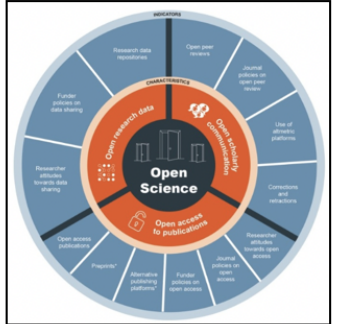 INDICATORS
Research data
repositories
Open peer
reviews
Funder
policies on
data sharing
Journal
policies on
open peer
review
CHARACTERISTICS
Open research data
Open scholarly
communication
Use of
altmetric
platforms
Researcher
attitudes
towards data
sharing
Open
Science
Corrections
and
retractions
Open access
to publications
Open access
publications
Preprints*
Alternative
publishing
platforms*
Funder
policies on
open access
Journal
policies on
open
access
Researcher
attitudes
towards open
access